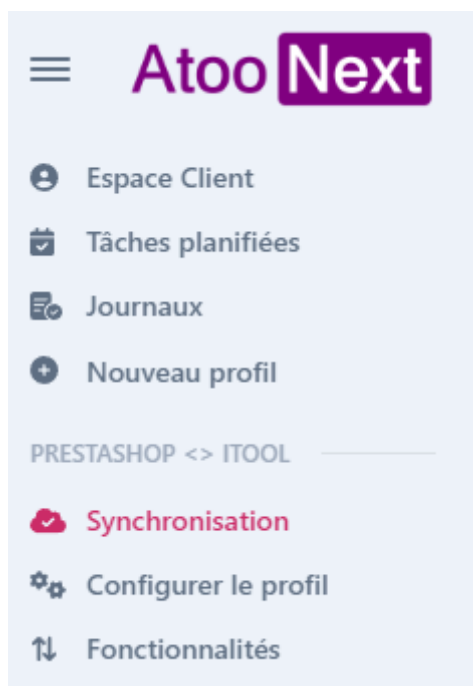 Atoo Next
Espace Client
Tâches planifiées
Journaux
Nouveau profil
PRESTASHOP <> ITOOL
Synchronisation
Configurer le profil
Fonctionnalités